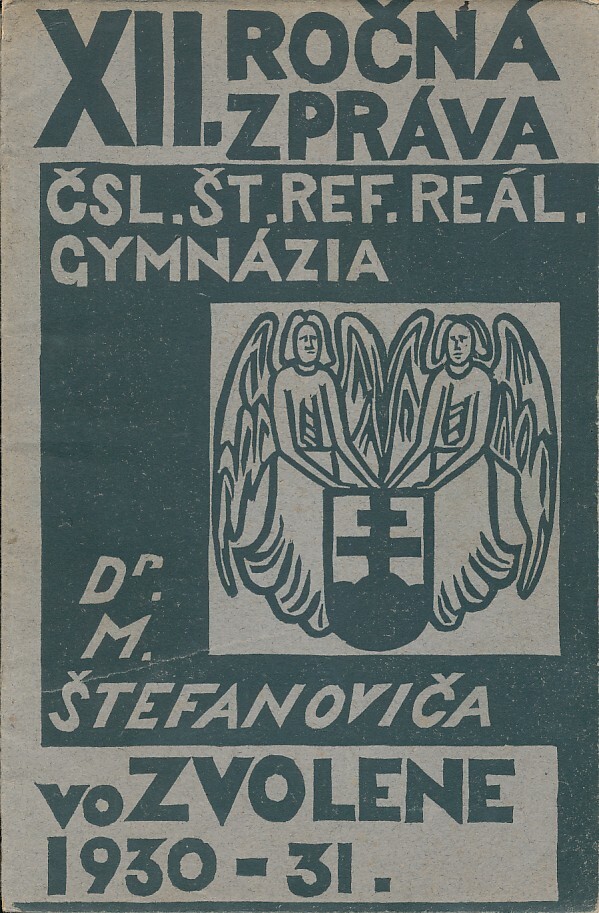 XII. ROČNÁ
ZPRÁVA
ČSL. ŠT. REF. REÁL.
GYMNÁZIA
Dr.
M.
ŠTEFANOVIČA
vo ZVOLENE
1930-31.